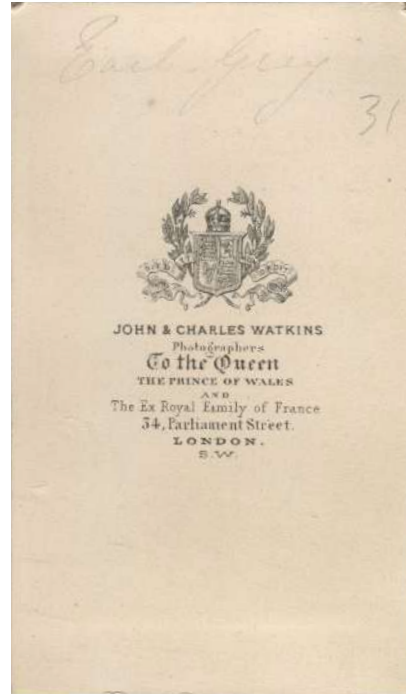 Earl Grey
31
JOHN & CHARLES WATKINS
Photographers
To the Queen
THE PRINCE OF WALES
AND
The Ex Royal Family of France
34, Parliament Street.
LONDON.
S.W.